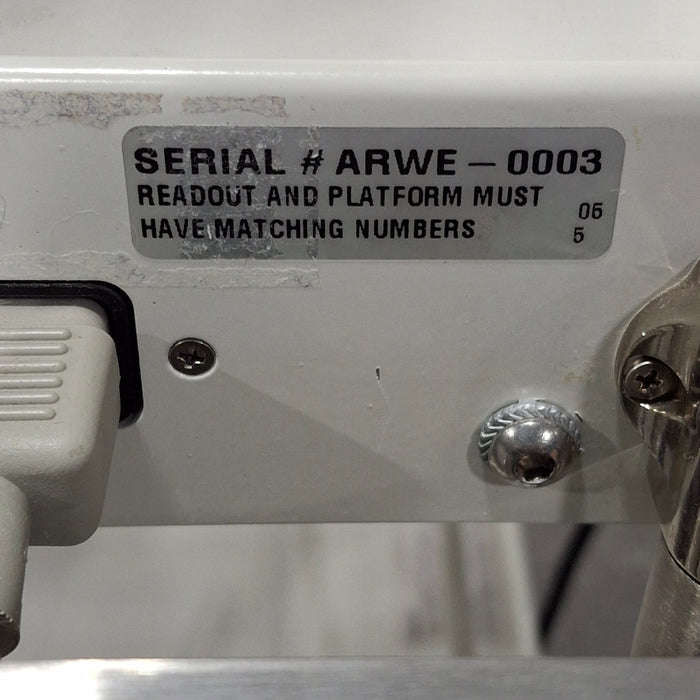 SERIAL # ARWE – 0003
READOUT AND PLATFORM MUST
HAVE MATCHING NUMBERS
05
5